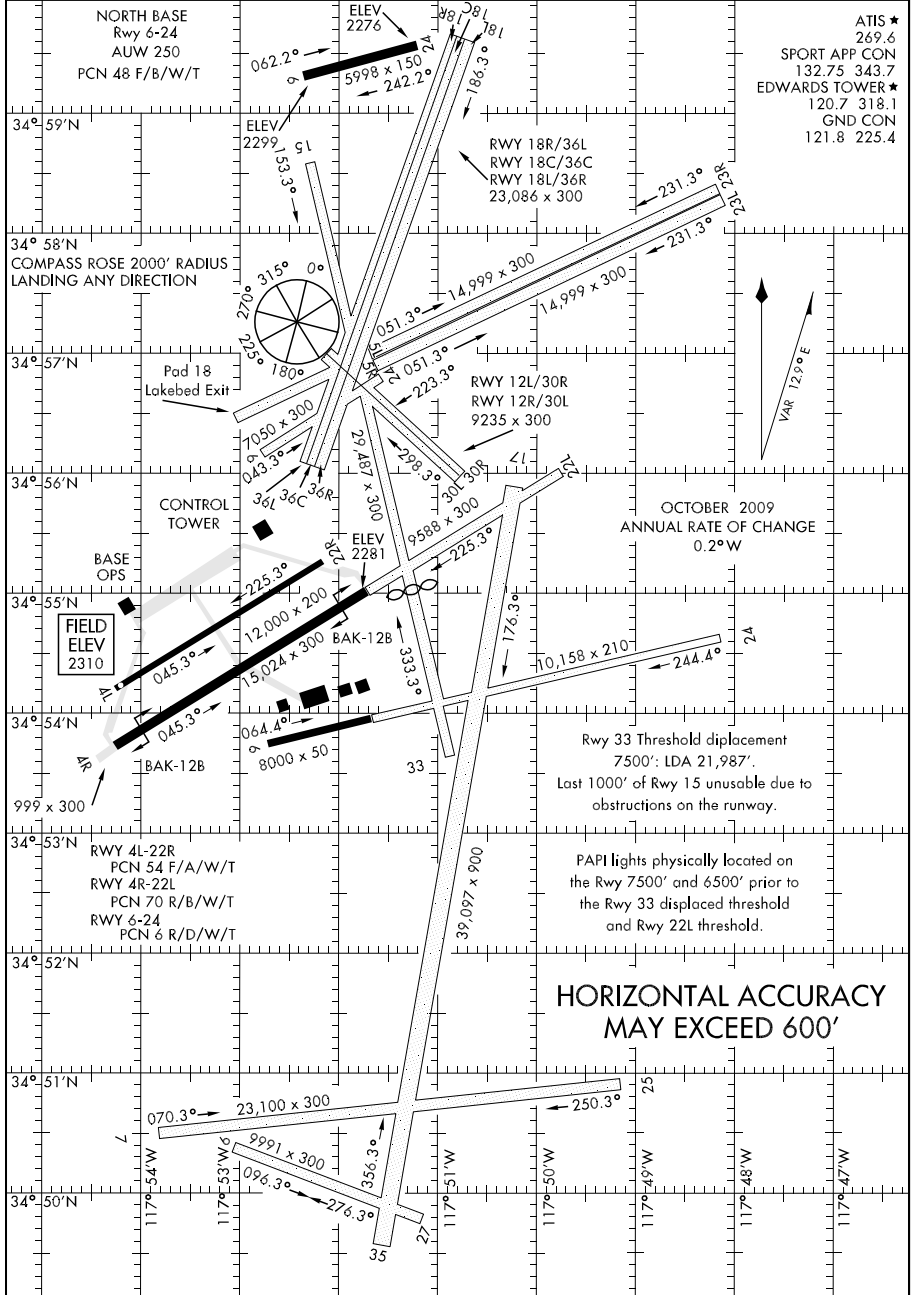 NORTH BASE
Rwy 6-24
AUW 250
PCN 48 F/B/W/T
ELEV
2276
18R
18C
18L
ATIS ★
269.6
SPORT APP CON
132.75 343.7
EDWARDS TOWER ★
120.7 318.1
GND CON
121.8 225.4
062.2°
24
5998 x 150
242.2°
6
186.3°
34° 59'N
ELEV
2299
15
153.3°
RWY 18R/36L
RWY 18C/36C
RWY 18L/36R
23,086 x 300
231.3°
23R
23L
231.3°
34° 58'N
COMPASS ROSE 2000' RADIUS
LANDING ANY DIRECTION
315°
0°
270°
225°
180°
14,999 x 300
14,999 x 300
051.3°
5L
5R
051.3°
24
223.3°
VAR 12.9° E
34° 57'N
Pad 18
Lakebed Exit
RWY 12L/30R
RWY 12R/30L
9235 x 300
7050 x 300
6
043.3°
29,487 x 300
298.3°
30L 30R
36L 36C 36R
17
22L
34° 56'N
CONTROL
TOWER
OCTOBER 2009
ANNUAL RATE OF CHANGE
0.2° W
BASE
OPS
22R
ELEV
2281
9588 x 300
225.3°
225.3°
34° 55'N
FIELD
ELEV
2310
12,000 x 200
15,024 x 300
BAK-12B
045.3°
4L
176.3°
333.3°
10,158 x 210
24
244.4°
34° 54'N
045.3°
064.4°
6
8000 x 50
4R
BAK-12B
33
999 x 300
Rwy 33 Threshold diplacement
7500': LDA 21,987'.
Last 1000' of Rwy 15 unusable due to
obstructions on the runway.
34° 53'N
RWY 4L-22R
PCN 54 F/A/W/T
RWY 4R-22L
PCN 70 R/B/W/T
RWY 6-24
PCN 6 R/D/W/T
39,097 x 900
PAPI lights physically located on
the Rwy 7500' and 6500' prior to
the Rwy 33 displaced threshold
and Rwy 22L threshold.
34° 52'N
HORIZONTAL ACCURACY
MAY EXCEED 600'
34° 51'N
070.3°
23,100 x 300
25
250.3°
7
9
9991 x 300
096.3°
276.3°
356.3°
27
35
34° 50'N
117° 54'W
117° 53'W
117° 51'W
117° 50'W
117° 49'W
117° 48'W
117° 47'W